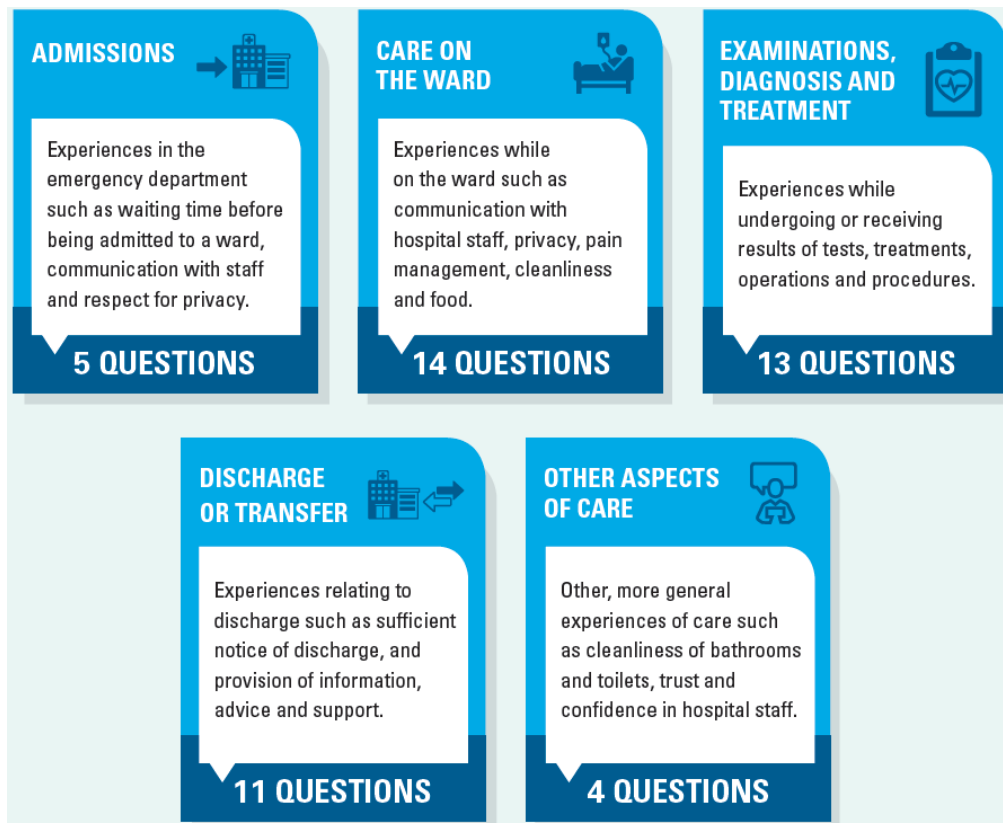 ADMISSIONS
Experiences in the
emergency department
such as waiting time before
being admitted to a ward,
communication with staff
and respect for privacy.
5 QUESTIONS
CARE ON
THE WARD
Experiences while
on the ward such as
communication with
hospital staff, privacy, pain
management, cleanliness
and food.
14 QUESTIONS
EXAMINATIONS,
DIAGNOSIS AND
TREATMENT
Experiences while
undergoing or receiving
results of tests, treatments,
operations and procedures.
13 QUESTIONS
DISCHARGE
OR TRANSFER
Experiences relating to
discharge such as sufficient
notice of discharge, and
provision of information,
advice and support.
11 QUESTIONS
OTHER ASPECTS
OF CARE
Other, more general
experiences of care such
as cleanliness of bathrooms
and toilets, trust and
confidence in hospital staff.
4 QUESTIONS